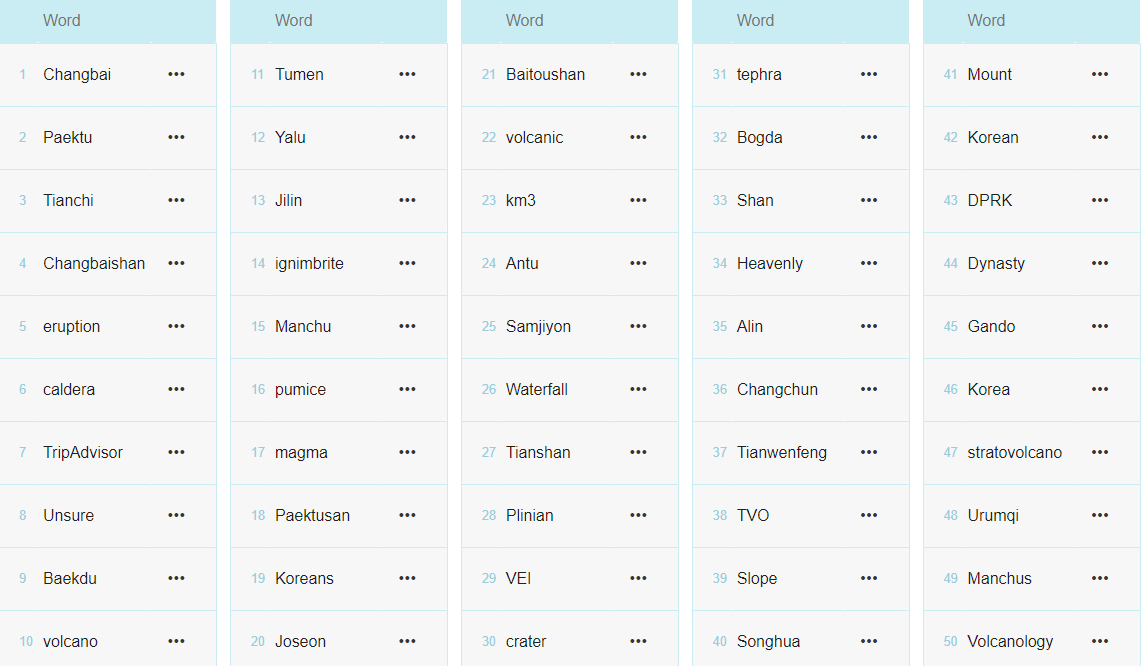 Word Word Word Word Word
1 Changbai ••• 11 Tumen ••• 21 Baitoushan ••• 31 tephra ••• 41 Mount •••
2 Paektu ••• 12 Yalu ••• 22 volcanic ••• 32 Bogda ••• 42 Korean •••
3 Tianchi ••• 13 Jilin ••• 23 km3 ••• 33 Shan ••• 43 DPRK •••
4 Changbaishan ••• 14 ignimbrite ••• 24 Antu ••• 34 Heavenly ••• 44 Dynasty •••
5 eruption ••• 15 Manchu ••• 25 Samjiyon ••• 35 Alin ••• 45 Gando •••
6 caldera ••• 16 pumice ••• 26 Waterfall ••• 36 Changchun ••• 46 Korea •••
7 TripAdvisor ••• 17 magma ••• 27 Tianshan ••• 37 Tianwenfeng ••• 47 stratovolcano •••
8 Unsure ••• 18 Paektusan ••• 28 Plinian ••• 38 TVO ••• 48 Urumqi •••
9 Baekdu ••• 19 Koreans ••• 29 VEI ••• 39 Slope ••• 49 Manchus •••
10 volcano ••• 20 Joseon ••• 30 crater ••• 40 Songhua ••• 50 Volcanology •••